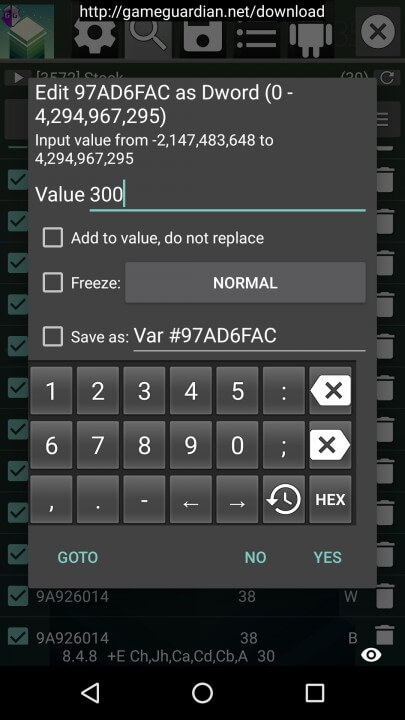 http://gameguardian.net/download
[3572] Stack
Edit 97AD6FAC as Dword (0 -
4,294,967,295)
Input value from -2,147,483,648 to
4,294,967,295
Value 300
Add to value, do not replace
Freeze: NORMAL
Save as: Var #97AD6FAC
1 2 3 4 5 :
6 7 8 9 0 ;
, . - ← → HEX
GOTO NO YES
9A926014 38 W
9A926014 38 B
8.4.8 +E Ch,Jh,Ca,Cd,Cb,A 30